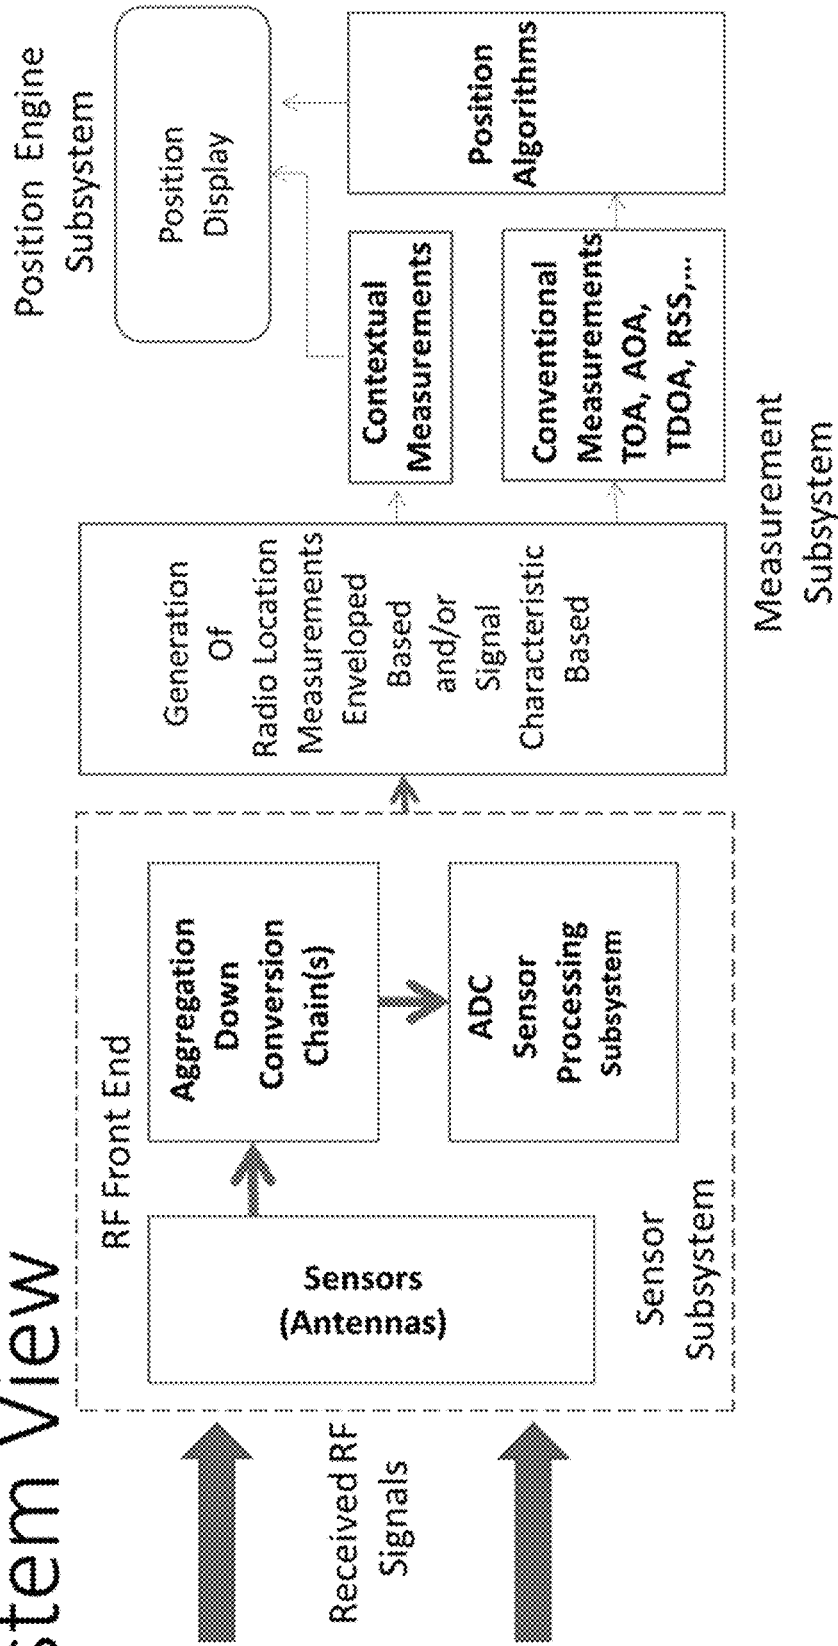 stem View
Received RF
Signals
Sensor
Subsystem
RF Front End
Sensors
(Antennas)
Aggregation
Down
Conversion
Chain(s)
ADC
Sensor
Processing
subsystem
Generation
Of
Radio Location
Measurements
Enveloped
Based
and/or
Signal
Characteristic
Based
Measurement
Subsystem
Contextual
Measurements
Conventional
Measurements
TOA, AOA,
TDOA, RSS,...
Position Engine
Subsystem
Position
Display
Position
Algorithms